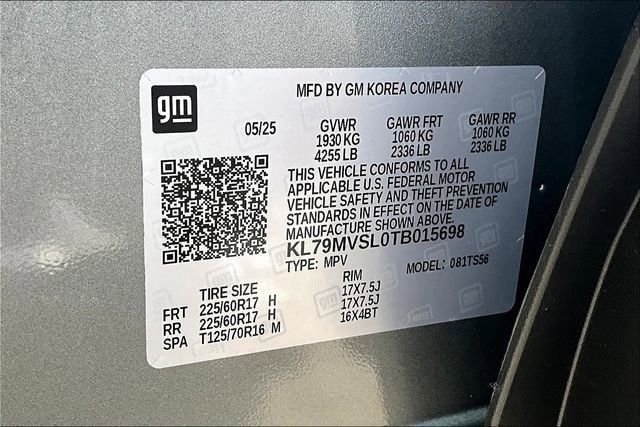 gm
MFD BY GM KOREA COMPANY
05/25
GVWR GAWR FRT GAWR RR
1930 KG 1060 KG 1060 KG
4255 LB 2336 LB 2336 LB
THIS VEHICLE CONFORMS TO ALL
APPLICABLE U.S. FEDERAL MOTOR
VEHICLE SAFETY AND THEFT PREVENTION
STANDARDS IN EFFECT ON THE DATE OF
MANUFACTURE SHOWN ABOVE.
KL79MVSL0TB015698
TYPE: MPV MODEL: 081TS56
TIRE SIZE RIM
FRT 225/60R17 H 17X7.5J
RR 225/60R17 H 17X7.5J
SPA T125/70R16 M 16X4BT